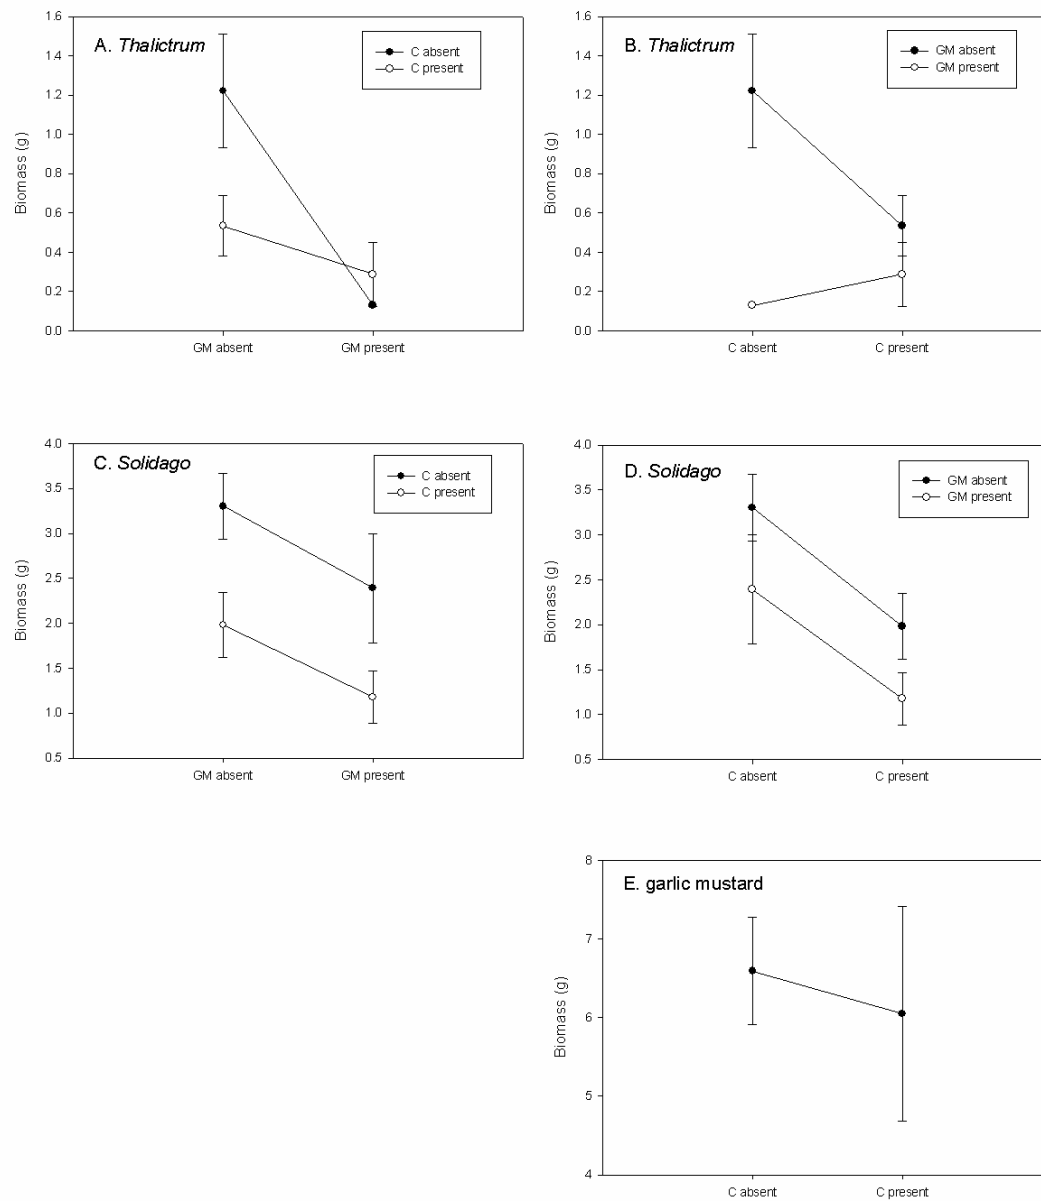 A. Thalictrum
C absent
C present
Biomass (g)
1.6
1.4
1.2
1.0
0.8
0.6
0.4
0.2
0.0
GM absent
GM present
B. Thalictrum
GM absent
GM present
Biomass (g)
1.6
1.4
1.2
1.0
0.8
0.6
0.4
0.2
0.0
C absent
C present
C. Solidago
C absent
C present
Biomass (g)
4.0
3.5
3.0
2.5
2.0
1.5
1.0
0.5
GM absent
GM present
D. Solidago
GM absent
GM present
Biomass (g)
4.0
3.5
3.0
2.5
2.0
1.5
1.0
0.5
C absent
C present
E. garlic mustard
Biomass (g)
8
7
6
5
4
C absent
C present